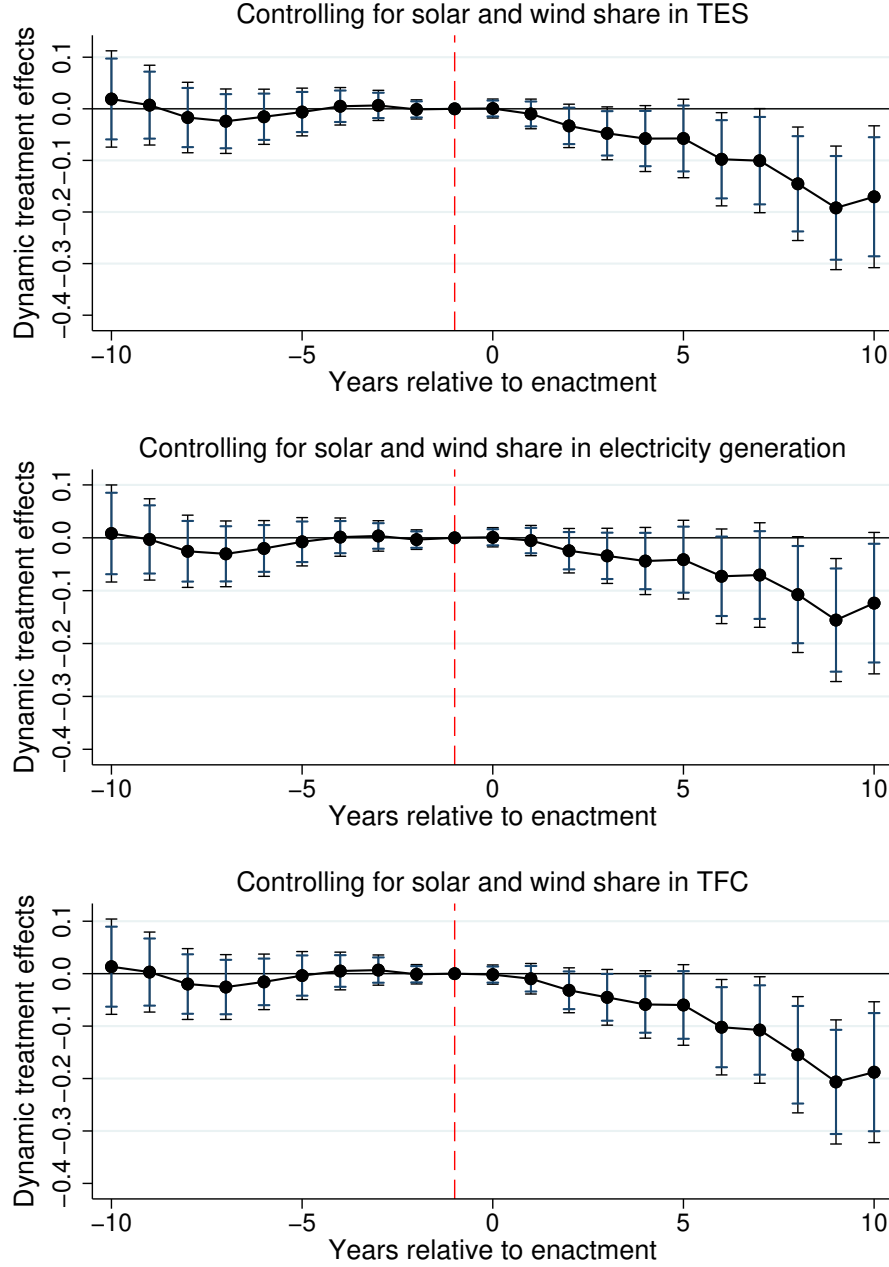 Controlling for solar and wind share in TES
Dynamic treatment effects
0.1
0.0
−0.1
−0.2
−0.3
−0.4
−10 −5 0 5 10
Years relative to enactment
Controlling for solar and wind share in electricity generation
Dynamic treatment effects
0.1
0.0
−0.1
−0.2
−0.3
−0.4
−10 −5 0 5 10
Years relative to enactment
Controlling for solar and wind share in TFC
Dynamic treatment effects
0.1
0.0
−0.1
−0.2
−0.3
−0.4
−10 −5 0 5 10
Years relative to enactment